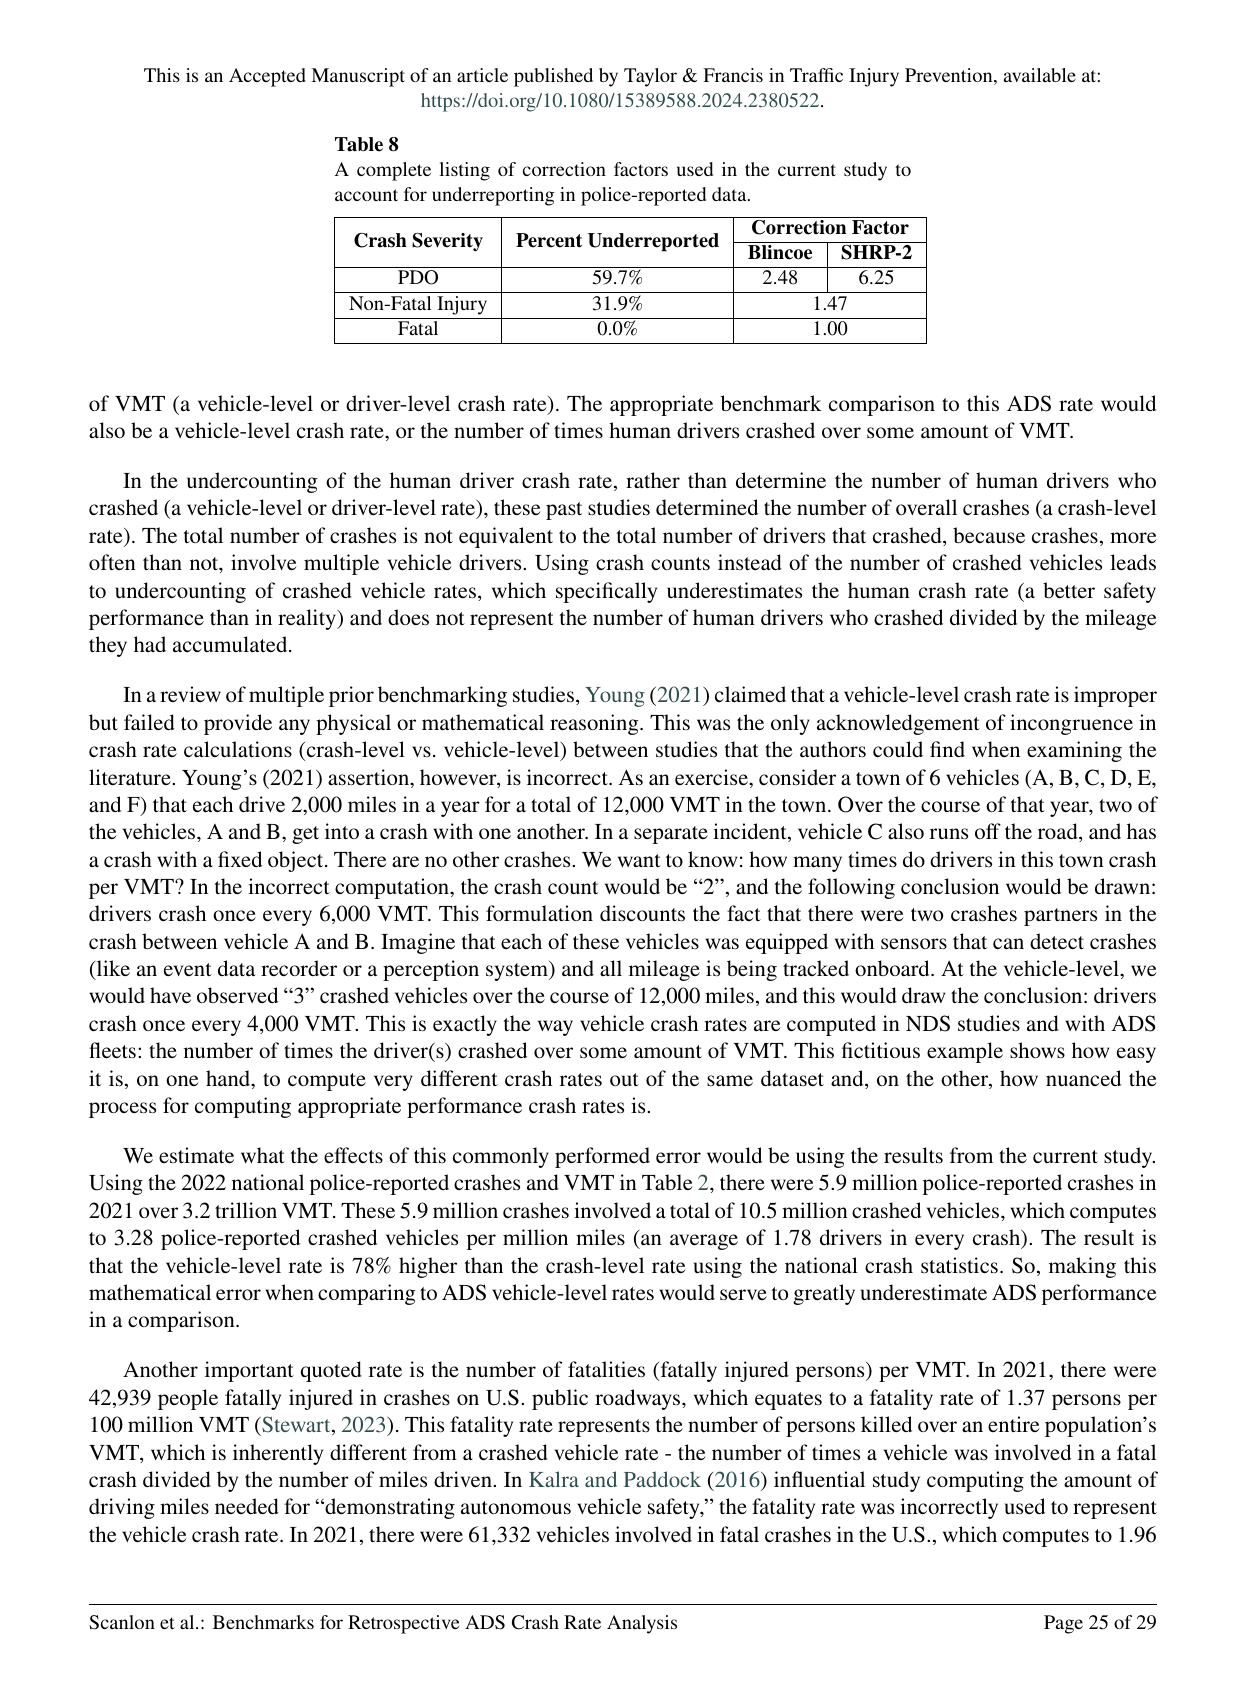 This is an Accepted Manuscript of an article published by Taylor & Francis in Traffic Injury Prevention, available at:
https://doi.org/10.1080/15389588.2024.2380522.
Table 8
A complete listing of correction factors used in the current study to
account for underreporting in police-reported data.
Crash Severity Percent Underreported Correction Factor
Blincoe SHRP-2
PDO 59.7% 2.48 6.25
Non-Fatal Injury 31.9% 1.47
Fatal 0.0% 1.00
of VMT (a vehicle-level or driver-level crash rate). The appropriate benchmark comparison to this ADS rate would
also be a vehicle-level crash rate, or the number of times human drivers crashed over some amount of VMT.
In the undercounting of the human driver crash rate, rather than determine the number of human drivers who
crashed (a vehicle-level or driver-level rate), these past studies determined the number of overall crashes (a crash-level
rate). The total number of crashes is not equivalent to the total number of drivers that crashed, because crashes, more
often than not, involve multiple vehicle drivers. Using crash counts instead of the number of crashed vehicles leads
to undercounting of crashed vehicle rates, which specifically underestimates the human crash rate (a better safety
performance than in reality) and does not represent the number of human drivers who crashed divided by the mileage
they had accumulated.
In a review of multiple prior benchmarking studies, Young (2021) claimed that a vehicle-level crash rate is improper
but failed to provide any physical or mathematical reasoning. This was the only acknowledgement of incongruence in
crash rate calculations (crash-level vs. vehicle-level) between studies that the authors could find when examining the
literature. Young's (2021) assertion, however, is incorrect. As an exercise, consider a town of 6 vehicles (A, B, C, D, E,
and F) that each drive 2,000 miles in a year for a total of 12,000 VMT in the town. Over the course of that year, two of
the vehicles, A and B, get into a crash with one another. In a separate incident, vehicle C also runs off the road, and has
a crash with a fixed object. There are no other crashes. We want to know: how many times do drivers in this town crash
per VMT? In the incorrect computation, the crash count would be “2”, and the following conclusion would be drawn:
drivers crash once every 6,000 VMT. This formulation discounts the fact that there were two crashes partners in the
crash between vehicle A and B. Imagine that each of these vehicles was equipped with sensors that can detect crashes
(like an event data recorder or a perception system) and all mileage is being tracked onboard. At the vehicle-level, we
would have observed “3” crashed vehicles over the course of 12,000 miles, and this would draw the conclusion: drivers
crash once every 4,000 VMT. This is exactly the way vehicle crash rates are computed in NDS studies and with ADS
fleets: the number of times the driver(s) crashed over some amount of VMT. This fictitious example shows how easy
it is, on one hand, to compute very different crash rates out of the same dataset and, on the other, how nuanced the
process for computing appropriate performance crash rates is.
We estimate what the effects of this commonly performed error would be using the results from the current study.
Using the 2022 national police-reported crashes and VMT in Table 2, there were 5.9 million police-reported crashes in
2021 over 3.2 trillion VMT. These 5.9 million crashes involved a total of 10.5 million crashed vehicles, which computes
to 3.28 police-reported crashed vehicles per million miles (an average of 1.78 drivers in every crash). The result is
that the vehicle-level rate is 78% higher than the crash-level rate using the national crash statistics. So, making this
mathematical error when comparing to ADS vehicle-level rates would serve to greatly underestimate ADS performance
in a comparison.
Another important quoted rate is the number of fatalities (fatally injured persons) per VMT. In 2021, there were
42,939 people fatally injured in crashes on U.S. public roadways, which equates to a fatality rate of 1.37 persons per
100 million VMT (Stewart, 2023). This fatality rate represents the number of persons killed over an entire population's
VMT, which is inherently different from a crashed vehicle rate - the number of times a vehicle was involved in a fatal
crash divided by the number of miles driven. In Kalra and Paddock (2016) influential study computing the amount of
driving miles needed for “demonstrating autonomous vehicle safety,” the fatality rate was incorrectly used to represent
the vehicle crash rate. In 2021, there were 61,332 vehicles involved in fatal crashes in the U.S., which computes to 1.96
Scanlon et al.: Benchmarks for Retrospective ADS Crash Rate Analysis Page 25 of 29